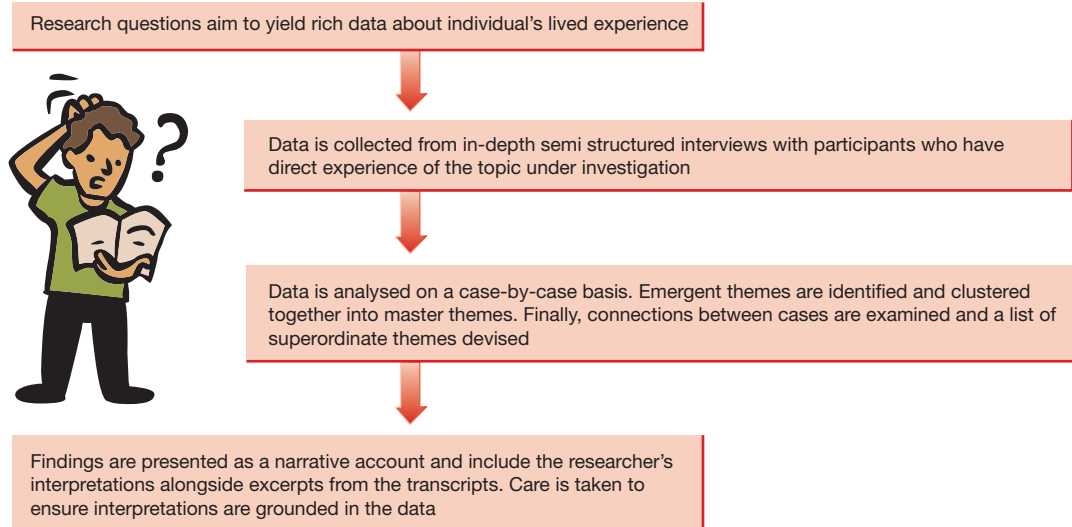 Research questions aim to yield rich data about individual's lived experience
?
Data is collected from in-depth semi structured interviews with participants who have
direct experience of the topic under investigation
Data is analysed on a case-by-case basis. Emergent themes are identified and clustered
together into master themes. Finally, connections between cases are examined and a list of
superordinate themes devised
Findings are presented as a narrative account and include the researcher's
interpretations alongside excerpts from the transcripts. Care is taken to
ensure interpretations are grounded in the data